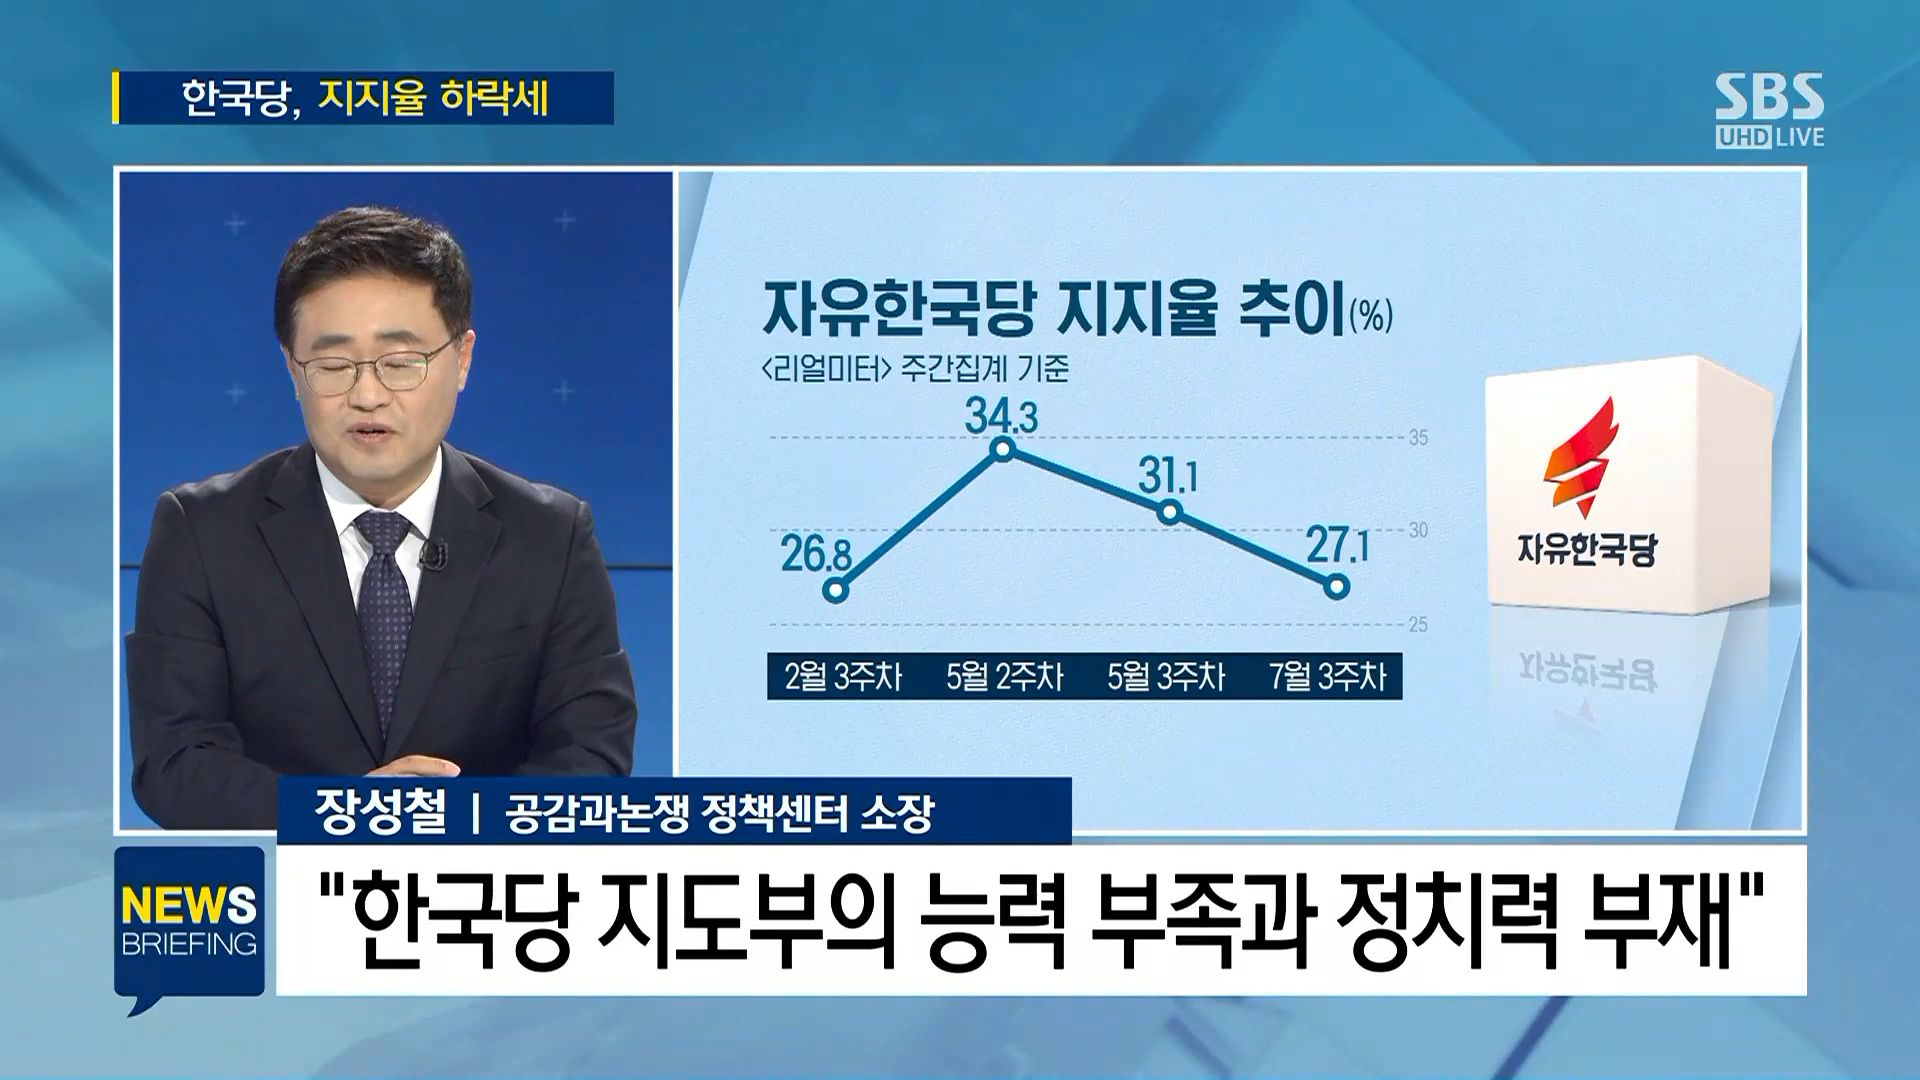 한국당, 지지율 하락세
SBS
UHD LIVE
자유한국당 지지율 추이(%)
<리얼미터> 주간집계 기준
34.3
35
31.1
26.8
27.1
30
25
2월 3주차 5월 2주차 5월 3주차 7월 3주차
자유한국당
장성철 | 공감과논쟁 정책센터 소장
NEWS
BRIEFING
"한국당 지도부의 능력 부족과 정치력 부재"